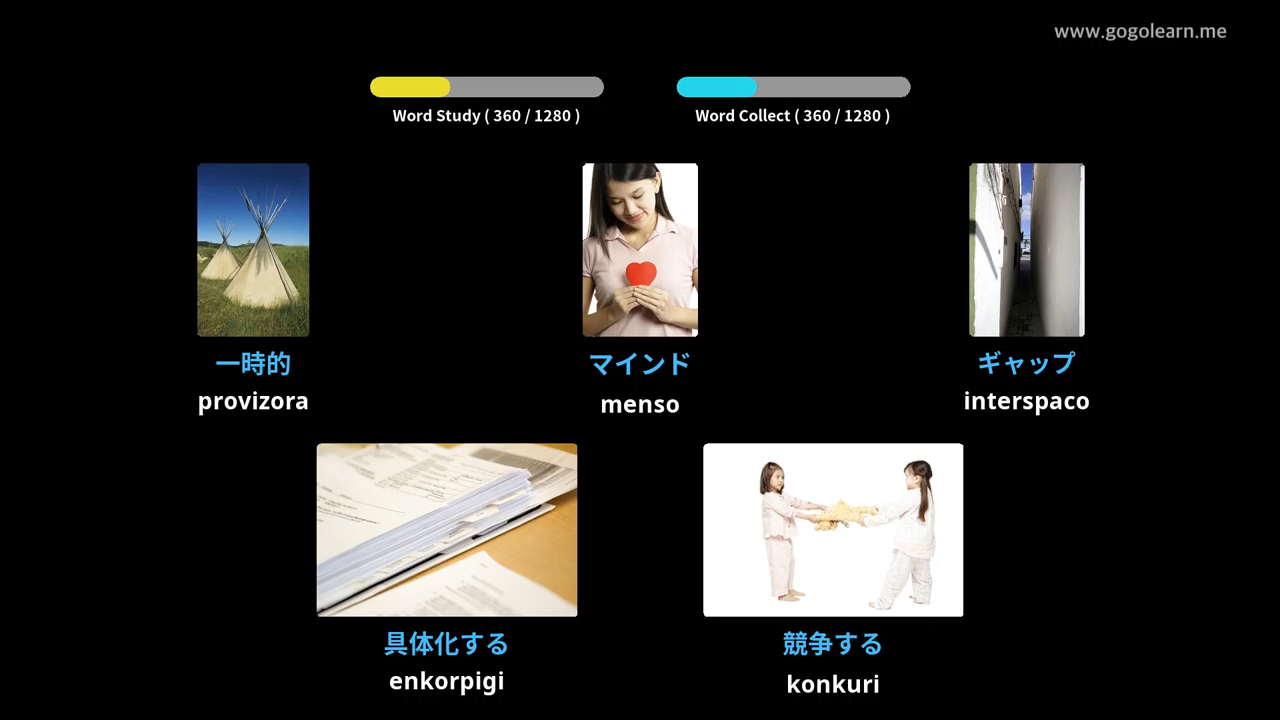 www.gogolearn.me
Word Study ( 360 / 1280 )
Word Collect ( 360 / 1280 )
一時的
provizora
マインド
menso
ギャップ
interspaco
具体化する
enkorpigi
競争する
konkuri